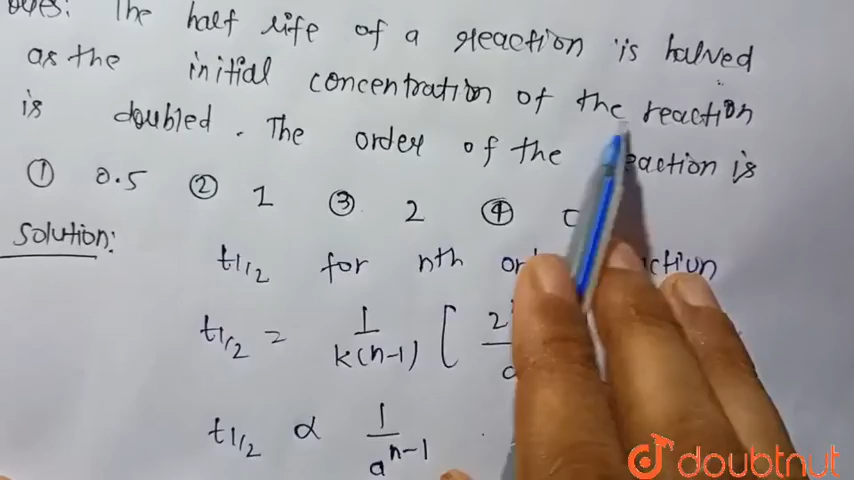 The half life of a reaction is halved
as the initial concentration of the reaction
is doubled. The order of the reaction is
① 0.5 ② 1 ③ 2 ④
Solution:
t1/2 for nth
t1/2 = 1/k(n-1) [
t1/2 ∝ 1/a^n-1
doubtnut